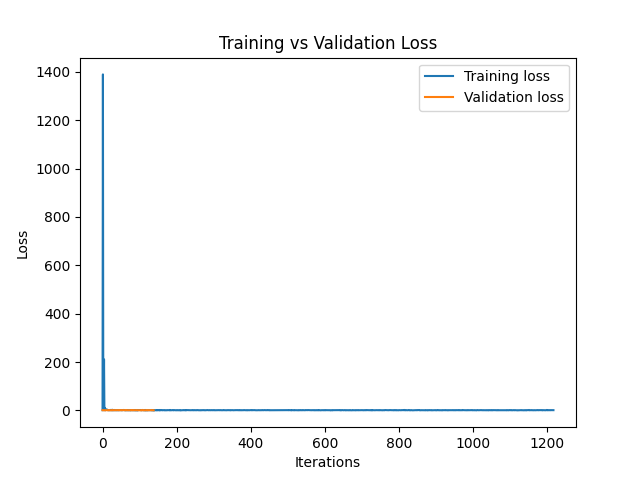 Training vs Validation Loss
Training loss
Validation loss
1400
1200
1000
800
600
400
200
0
Loss
0 200 400 600 800 1000 1200
Iterations